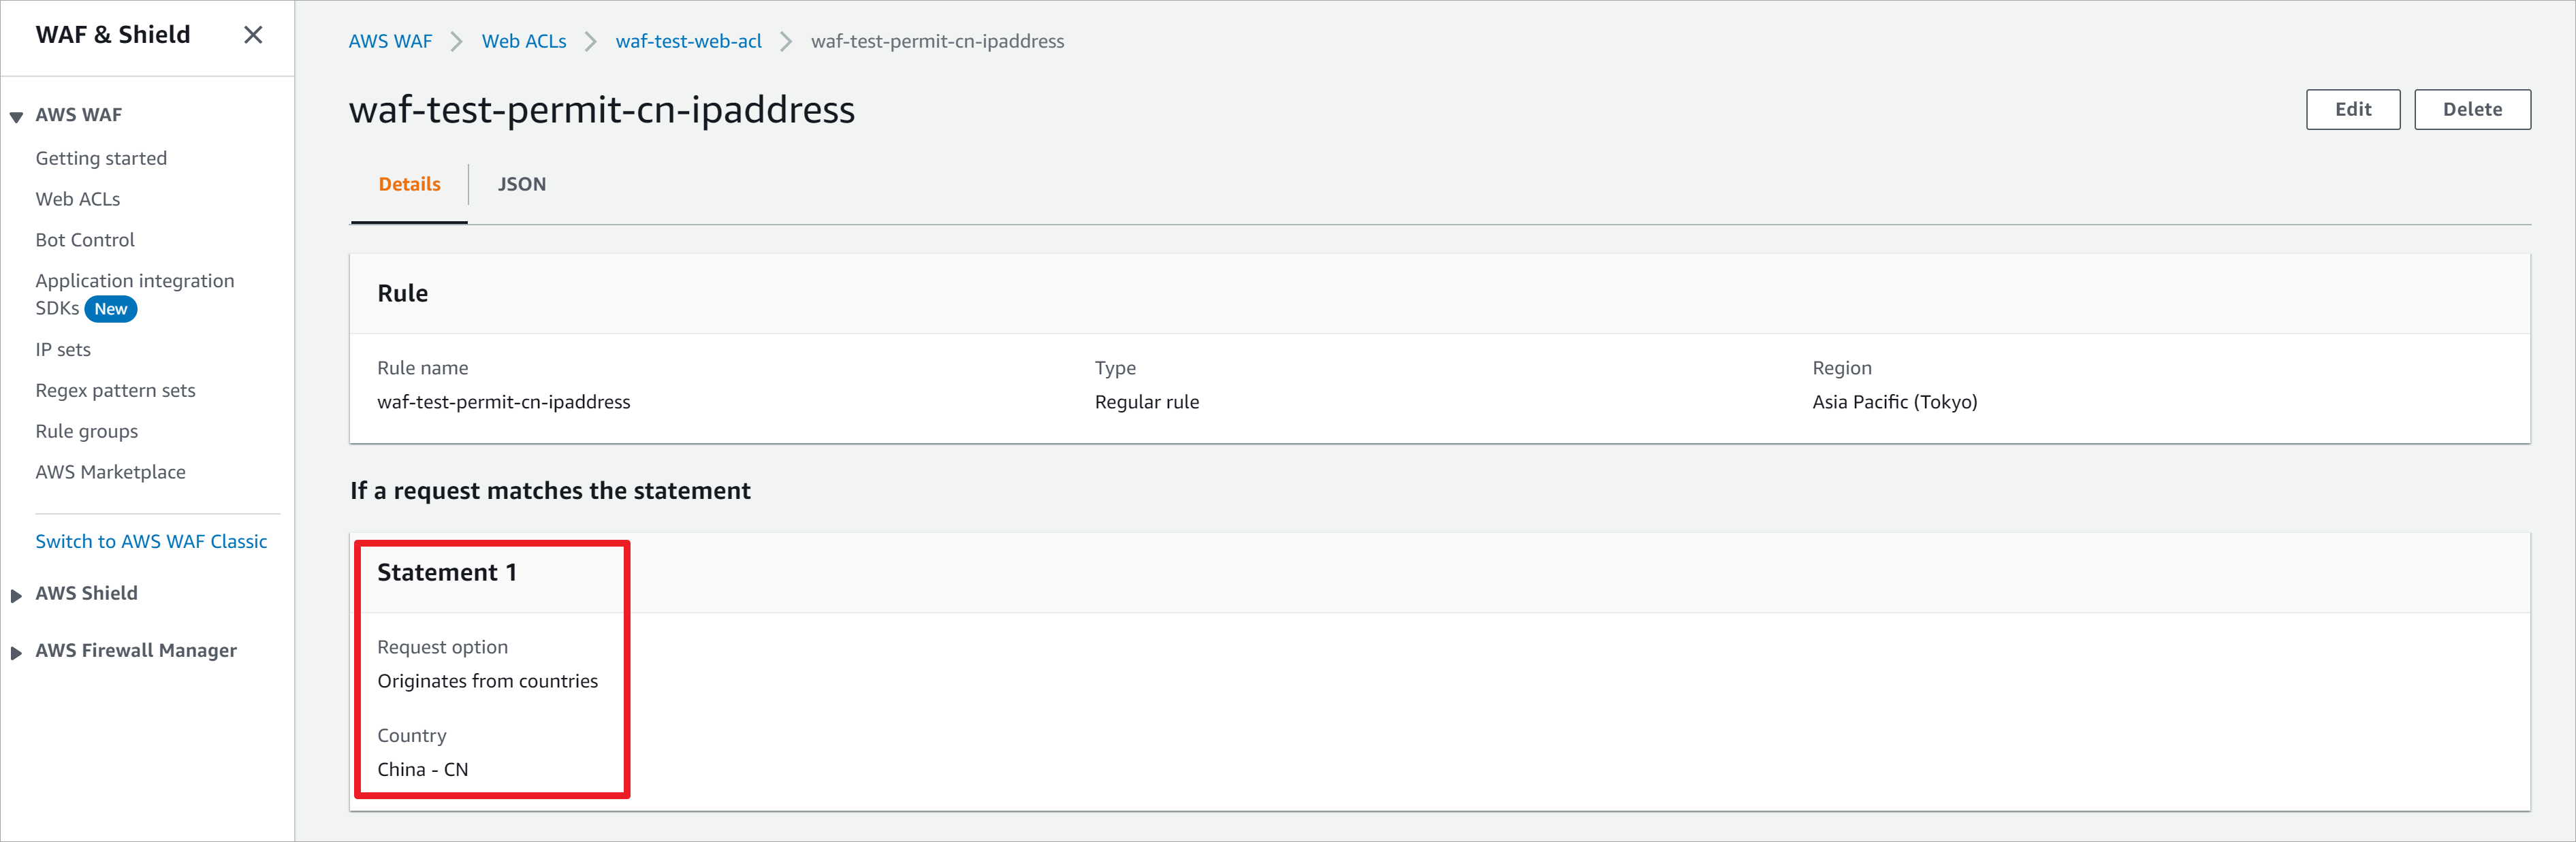 WAF & Shield
AWS WAF
Getting started
Web ACLs
Bot Control
Application integration
SDKs New
IP sets
Regex pattern sets
Rule groups
AWS Marketplace
Switch to AWS WAF Classic
AWS Shield
AWS Firewall Manager
AWS WAF > Web ACLs > waf-test-web-acl > waf-test-permit-cn-ipaddress
waf-test-permit-cn-ipaddress
Edit Delete
Details JSON
Rule
Rule name Type Region
waf-test-permit-cn-ipaddress Regular rule Asia Pacific (Tokyo)
If a request matches the statement
Statement 1
Request option
Originates from countries
Country
China - CN